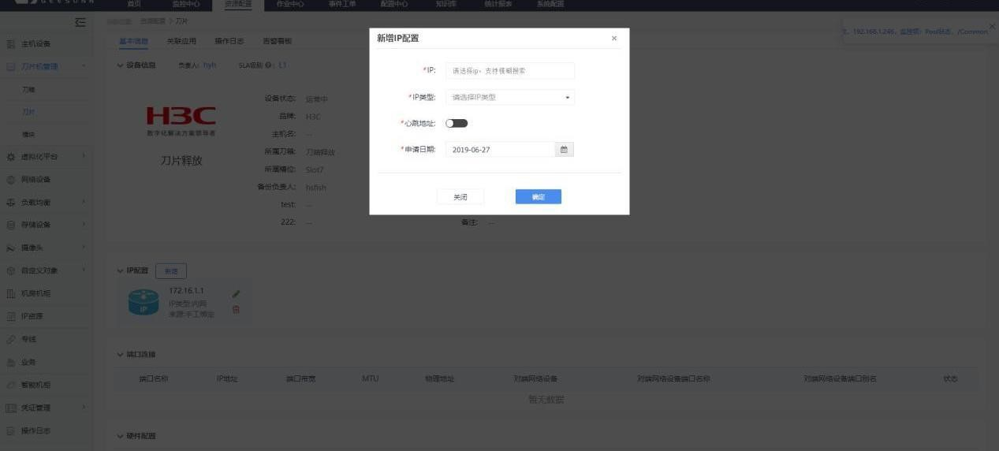 GEESUNN
首页 监控中心 资源配置 作业中心 事件工单 配置中心 知识库 统计报表 系统配置
资源配置 > 刀片
文，192.168.1.246，监控项：Pool状态，/Common
基本信息 关联应用 操作日志 告警看板
主机设备
刀片机管理
刀箱
刀片
模块
虚拟化平台
网络设备
负载均衡
存储设备
摄像头
自定义对象
机房机柜
IP资源
专线
业务
智能机柜
凭证管理
操作日志
设备信息 负责人: hyh SLA级别 : L1
H3C
数字化解决方案领导者
刀片释放
设备状态: 运营中
品牌: H3C
主机名: --
所属刀箱: 刀箱释放
所属槽位: Slot7
备份负责人: hsfish
test: --
222: -- 备注: --
新增IP配置 ×
*IP: 请选择ip，支持模糊搜索
*IP类型: 请选择IP类型
*心跳地址:
*申请日期: 2019-06-27
关闭 确定
IP配置 新增
IP
172.16.1.1
IP类型:内网
来源:手工绑定
端口连接
端口名称 IP地址 端口带宽 MTU 物理地址 对端网络设备 对端网络设备端口名称 对端网络设备端口别名 状态
暂无数据
硬件配置